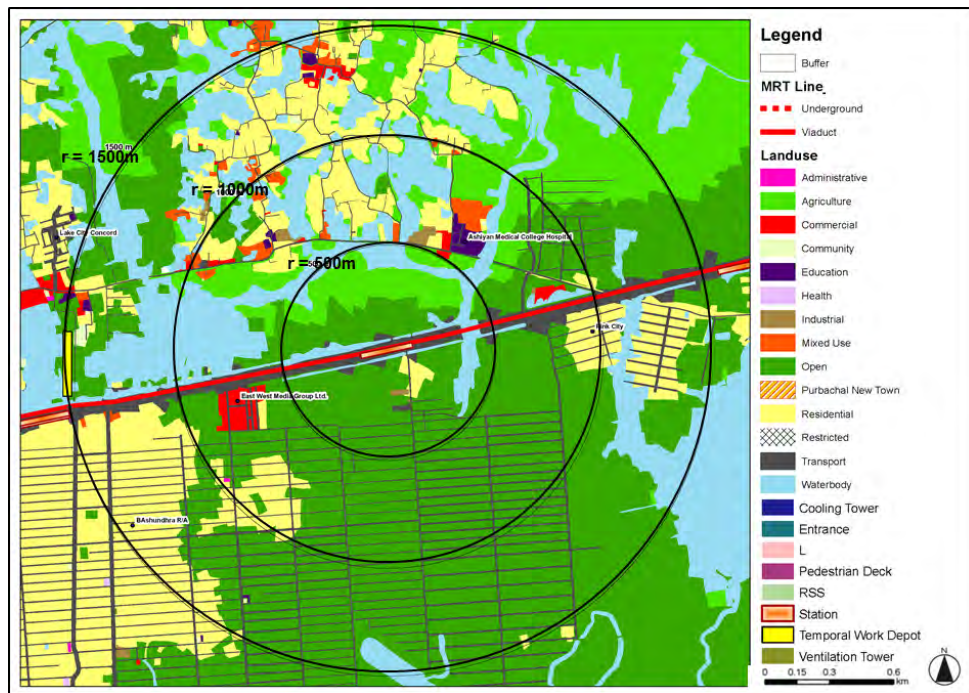 1500 m
r = 1500m
r = 1000m
Lake City Concord
Ashiyan Medical College Hospital
r = 500m
Pink City
East West Media Group Ltd.
BAshundhra R/A
Legend
Buffer
MRT Line
Underground
Viaduct
Landuse
Administrative
Agriculture
Commercial
Community
Education
Health
Industrial
Mixed Use
Open
Purbachal New Town
Residential
Restricted
Transport
Waterbody
Cooling Tower
Entrance
L
Pedestrian Deck
RSS
Station
Temporal Work Depot
Ventilation Tower
N
0 0.15 0.3 0.6
km